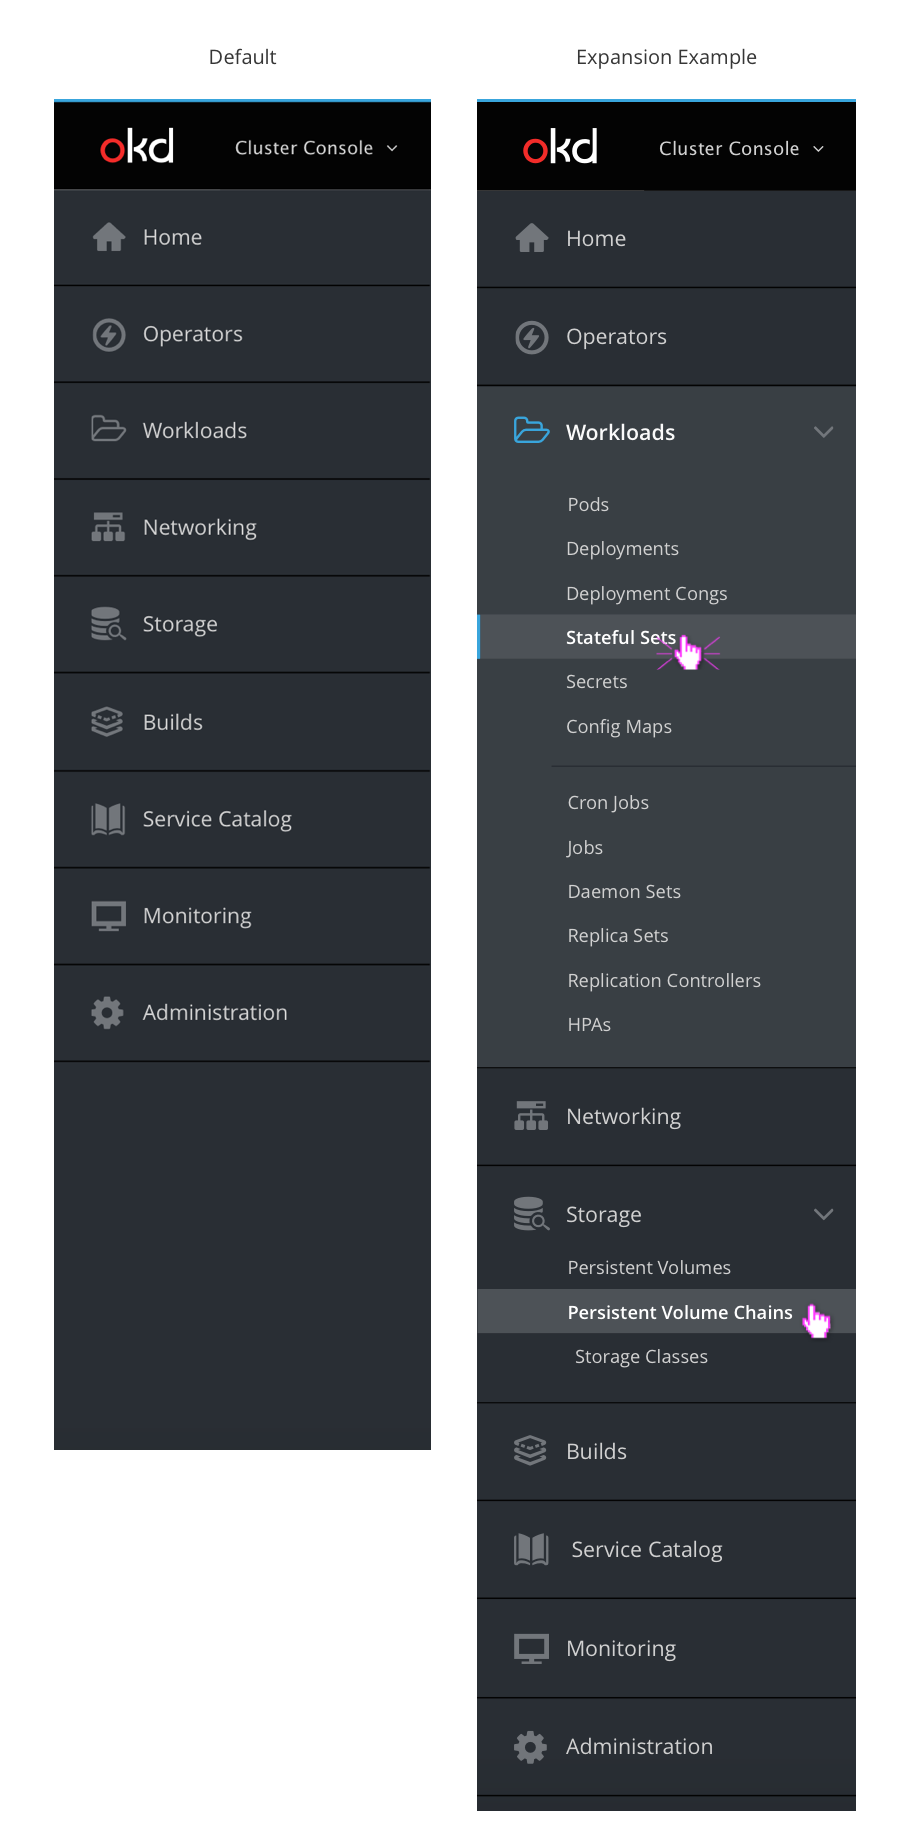 Default
okd
Cluster Console
Home
Operators
Workloads
Networking
Storage
Builds
Service Catalog
Monitoring
Administration
Expansion Example
okd
Cluster Console
Home
Operators
Workloads
Pods
Deployments
Deployment Congs
Stateful Sets
Secrets
Config Maps
Cron Jobs
Jobs
Daemon Sets
Replica Sets
Replication Controllers
HPAs
Networking
Storage
Persistent Volumes
Persistent Volume Chains
Storage Classes
Builds
Service Catalog
Monitoring
Administration